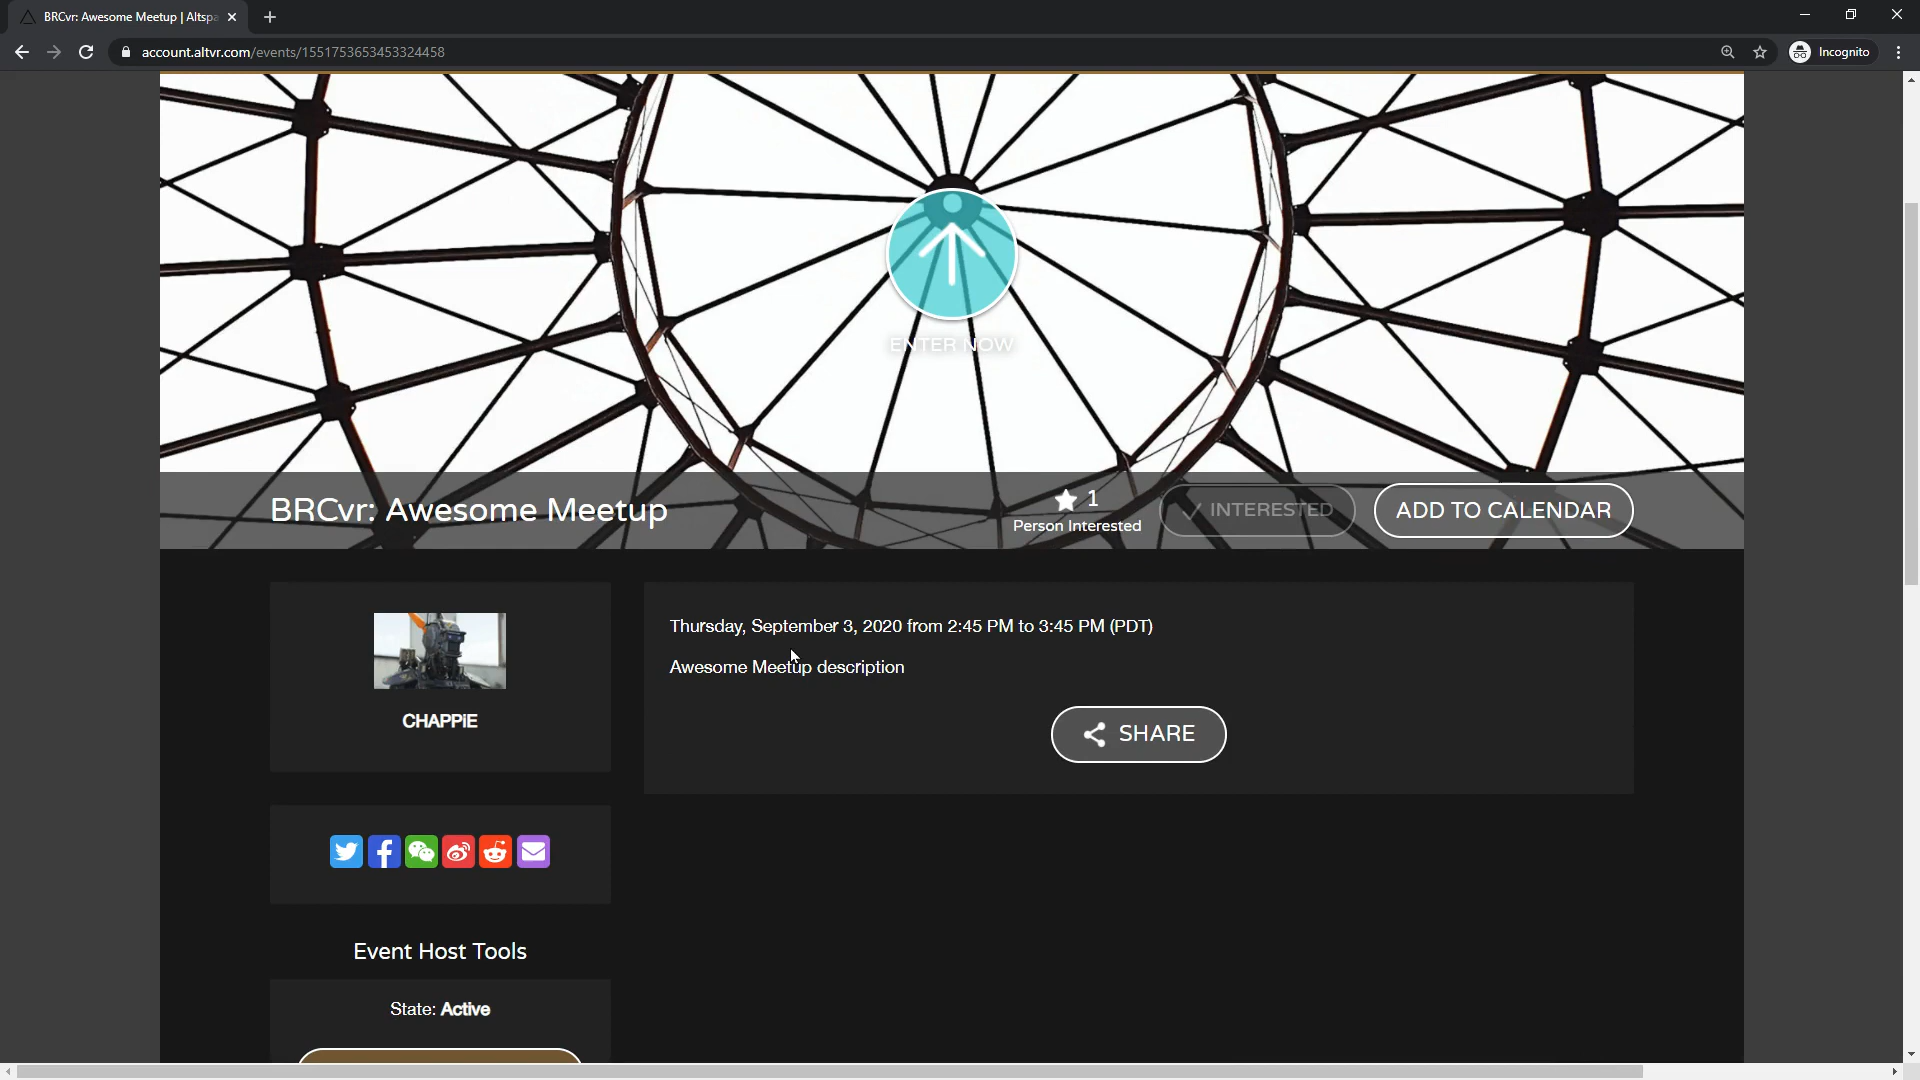 BRCvr: Awesome Meetup | Altspa
account.altvr.com/events/1551753653453324458
Incognito
ENTER NOW
BRCvr: Awesome Meetup
1
Person Interested
INTERESTED
ADD TO CALENDAR
CHAPPiE
Thursday, September 3, 2020 from 2:45 PM to 3:45 PM (PDT)
Awesome Meetup description
SHARE
Event Host Tools
State: Active